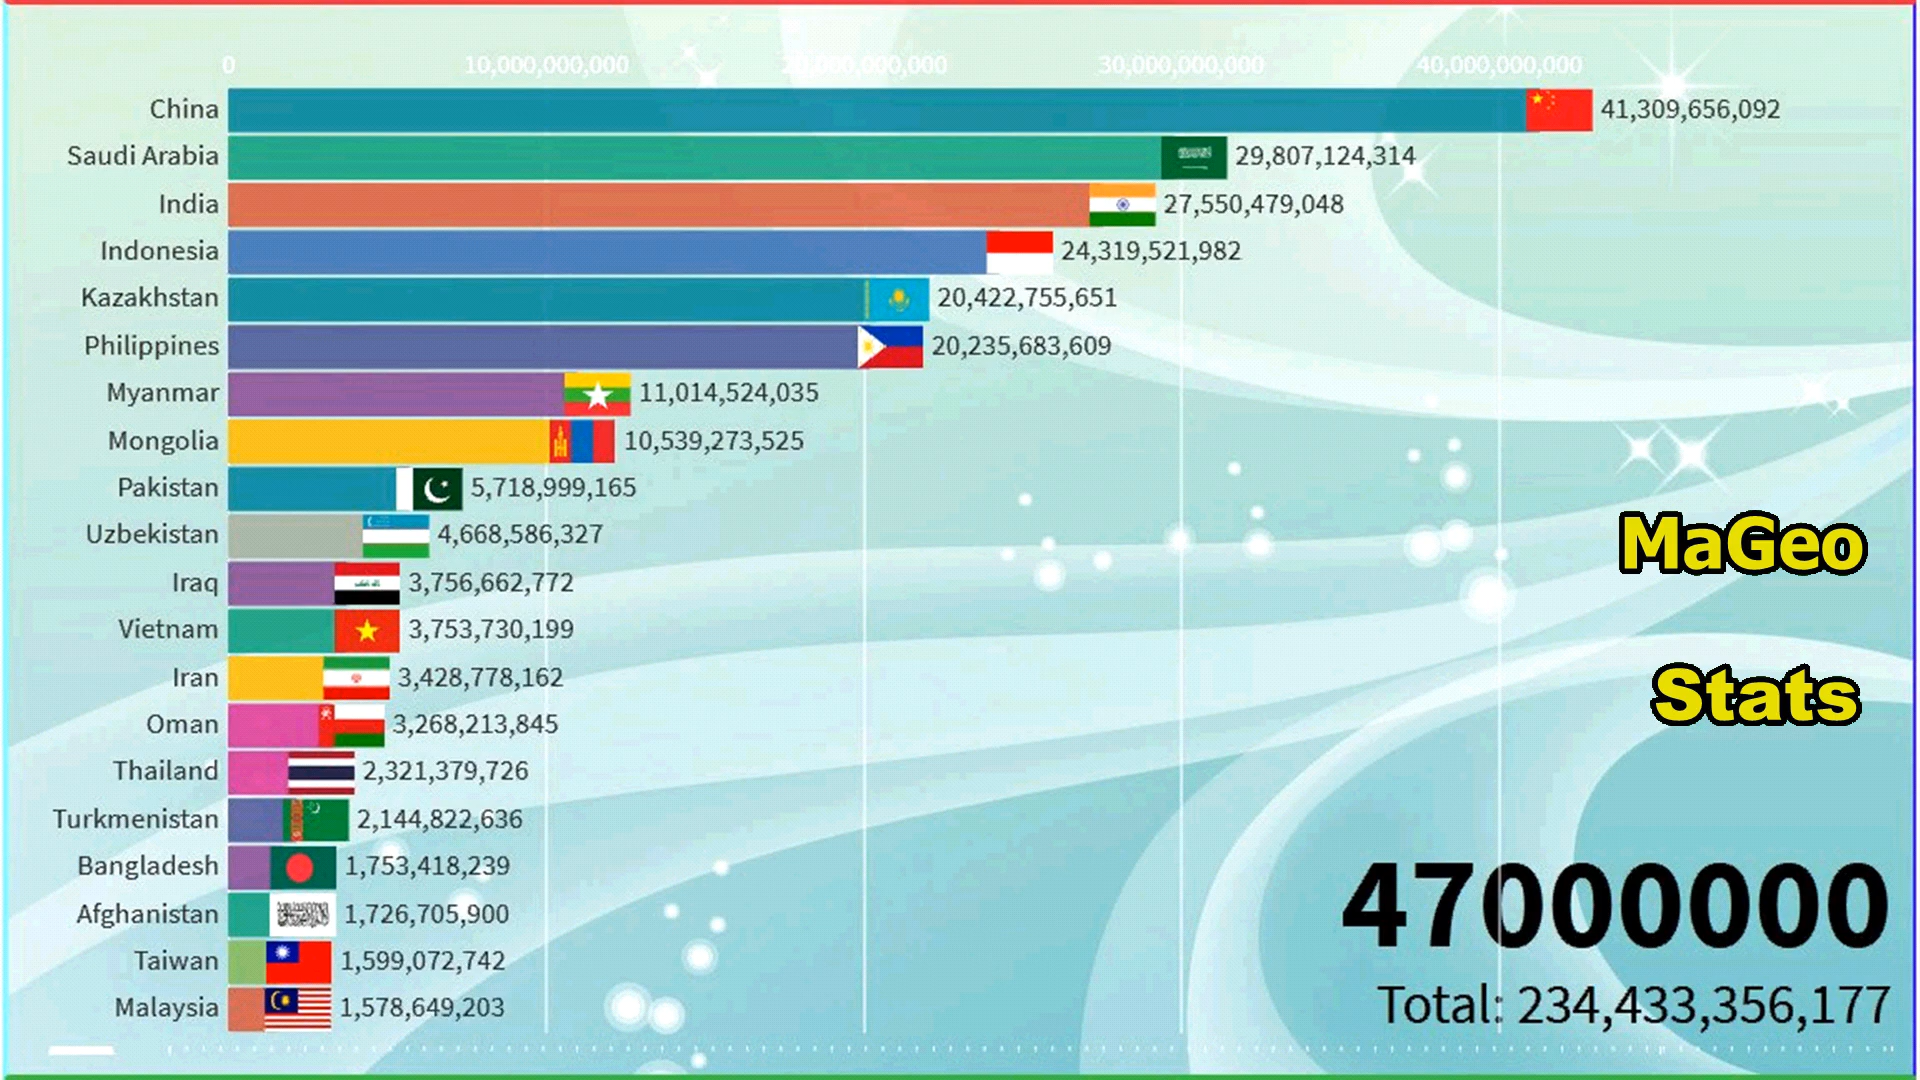 0 10,000,000,000 20,000,000,000 30,000,000,000 40,000,000,000
China 41,309,656,092
Saudi Arabia 29,807,124,314
India 27,550,479,048
Indonesia 24,319,521,982
Kazakhstan 20,422,755,651
Philippines 20,235,683,609
Myanmar 11,014,524,035
Mongolia 10,539,273,525
Pakistan 5,718,999,165
Uzbekistan 4,668,586,327
Iraq 3,756,662,772
Vietnam 3,753,730,199
Iran 3,428,778,162
Oman 3,268,213,845
Thailand 2,321,379,726
Turkmenistan 2,144,822,636
Bangladesh 1,753,418,239
Afghanistan 1,726,705,900
Taiwan 1,599,072,742
Malaysia 1,578,649,203
MaGeo
Stats
47000000
Total: 234,433,356,177